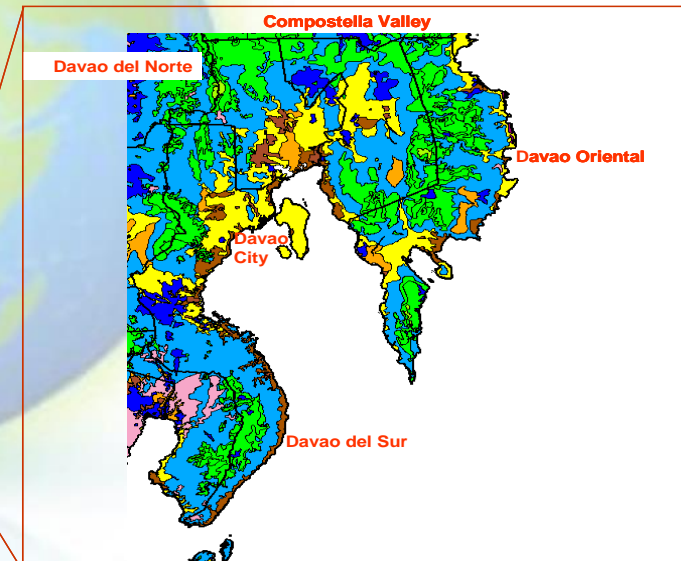 Compostella Valley
Davao del Norte
Davao Oriental
Davao
City
Davao del Sur